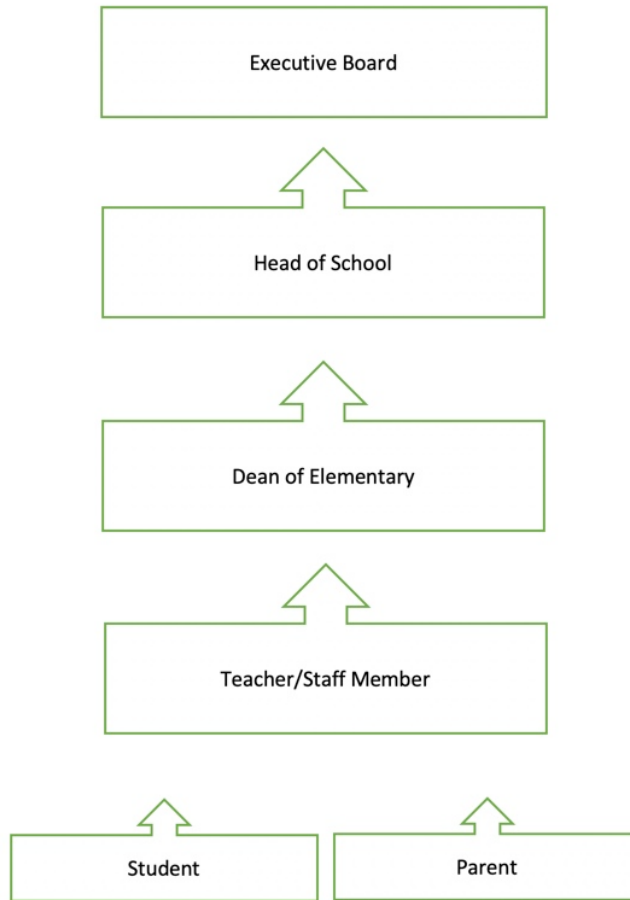 Executive Board
Head of School
Dean of Elementary
Teacher/Staff Member
Student
Parent